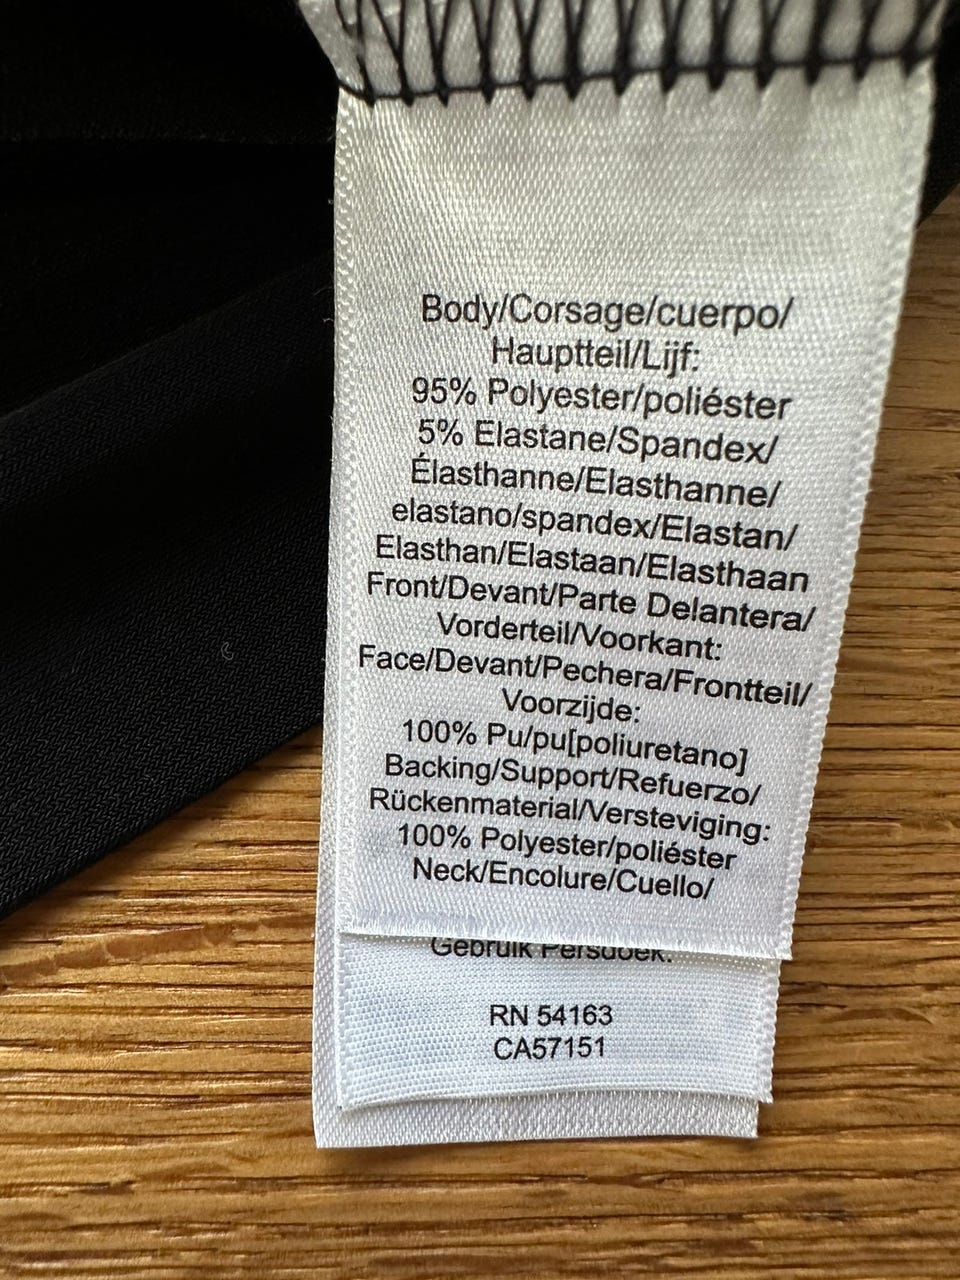 Body/Corsage/cuerpo/
Hauptteil/Lijf:
95% Polyester/poliéster
5% Elastane/Spandex/
Élasthanne/Elasthanne/
elastano/spandex/Elastan/
Elasthan/Elastaan/Elasthaan
Front/Devant/Parte Delantera/
Vorderteil/Voorkant:
Face/Devant/Pechera/Frontteil/
Voorzijde:
100% Pu/pu[poliuretano]
Backing/Support/Refuerzo/
Rückenmaterial/Versteviging:
100% Polyester/poliéster
Neck/Encolure/Cuello/
Gebruik Persdoek.
RN 54163
CA57151